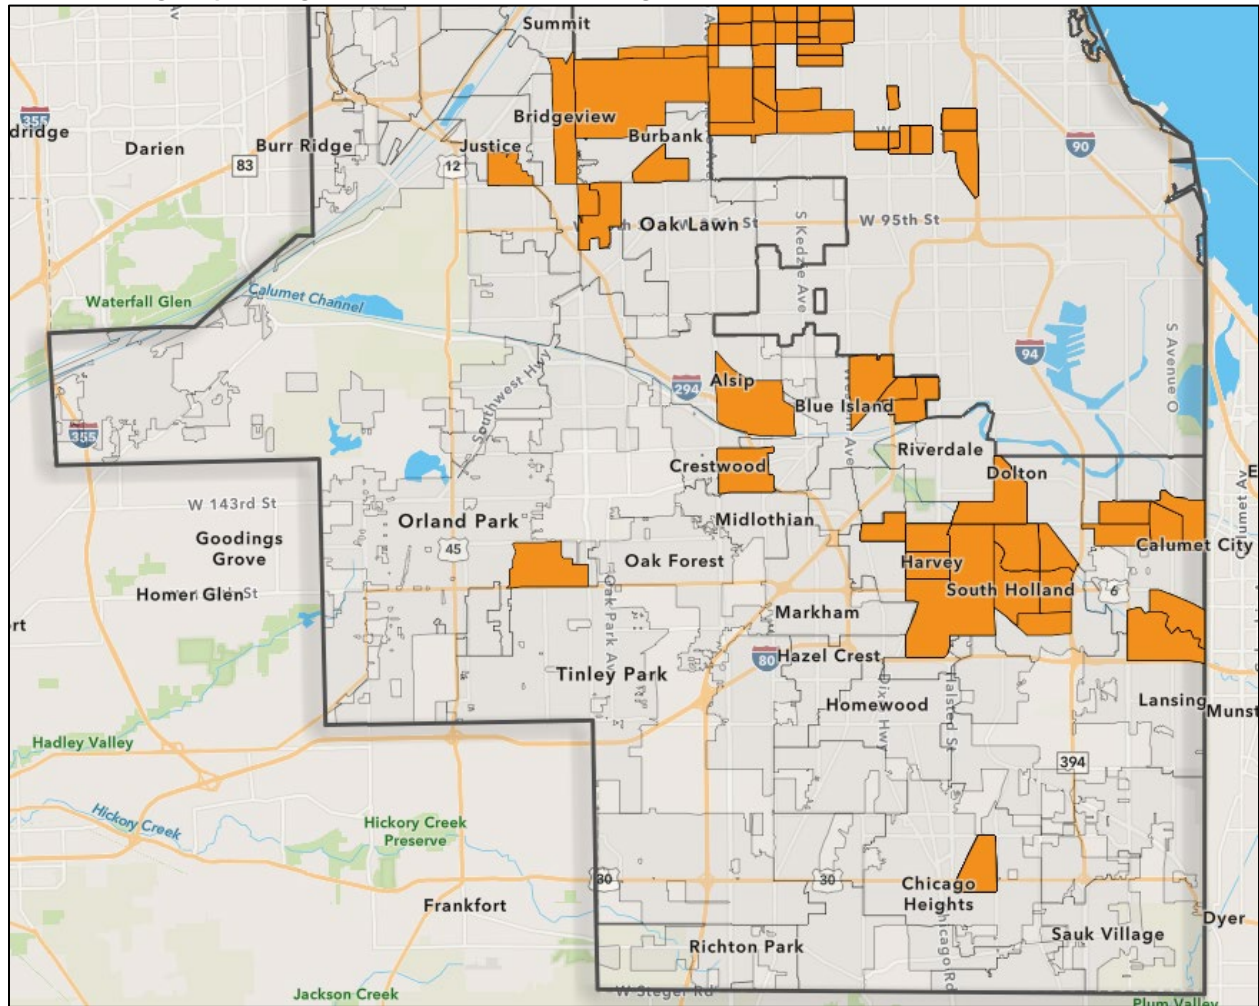 Summit
355
dridge
Darien
Burr Ridge
83
Justice
12
Bridgeview
Burbank
90
W 95th St
Oak Lawn
S Kedzie Ave
Waterfall Glen
Calumet Channel
Southwest Hwy
294
Alsip
94
S Avenue O
Blue Island
355
Riverdale
Crestwood
Dolton
W 143rd St
Orland Park
Midlothian
Calumet Av
Goodings
Grove
45
Oak Forest
Harvey
Calumet City
Homer Glen
South Holland
6
Oak Park Ave
Markham
80
Hazel Crest
Tinley Park
Dixie Hwy
Halsted St
Homewood
Lansing
Munst
Hadley Valley
394
Hickory Creek
Hickory Creek
Preserve
30
30
Chicago
Heights
Frankfort
Chicago Rd
Dyer
Sauk Village
Richton Park
Jackson Creek
W Steger Rd
Plum Valley